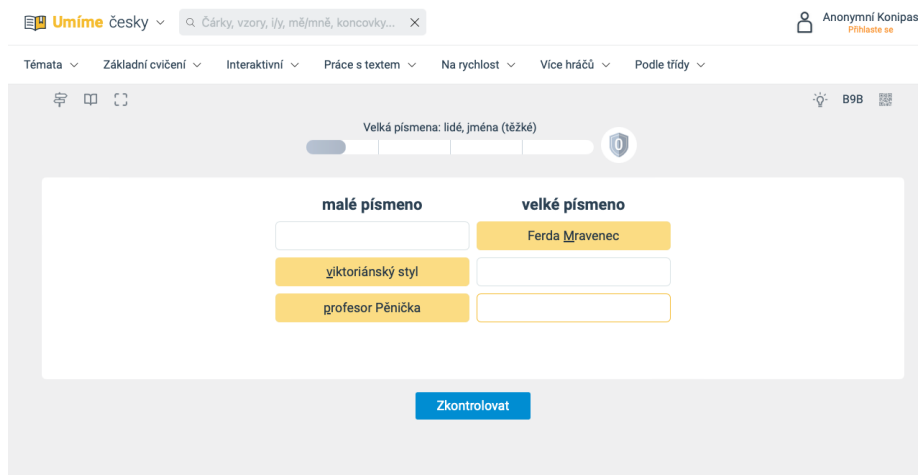 Umíme česky
Čárky, vzory, i/y, mě/mně, koncovky...
Anonymní Konipas
Přihlaste se
Témata Základní cvičení Interaktivní Práce s textem Na rychlost Více hráčů Podle třídy
B9B
Velká písmena: lidé, jména (těžké)
0
malé písmeno velké písmeno
Ferda Mravenec
viktoriánský styl
profesor Pěnička
Zkontrolovat